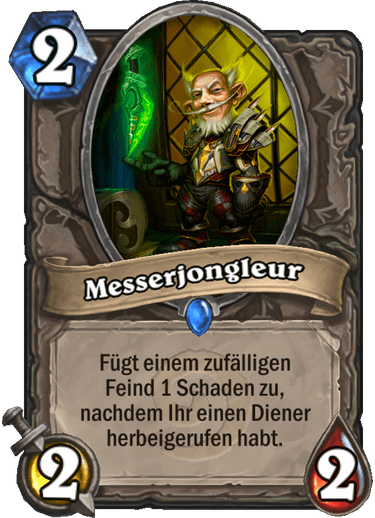 2
Messerjongleur
Fügt einem zufälligen
Feind 1 Schaden zu,
nachdem Ihr einen Diener
herbeigerufen habt.
2
2